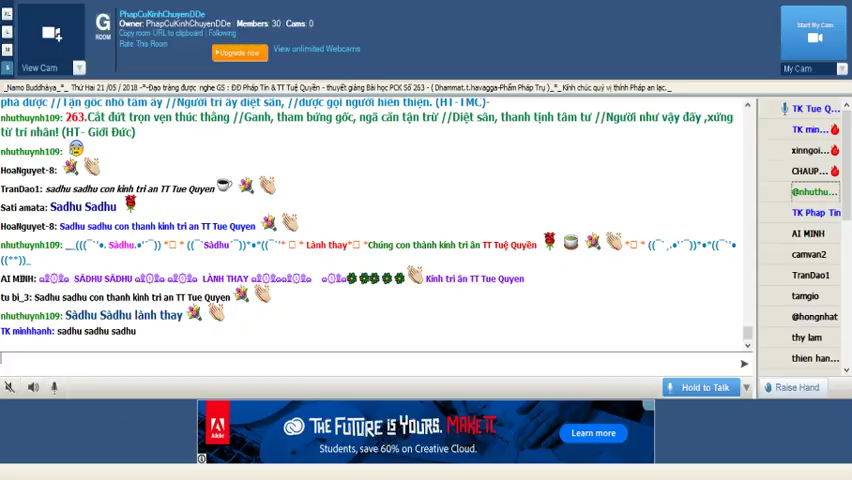 XL
L
M
S
View Cam
G
ROOM
PhapCuKinhChuyenDDe
Owner: PhapCuKinhChuyenDDe Members: 30 Cams: 0
Copy room URL to clipboard | Following
Rate This Room
Upgrade now
View unlimited Webcams
Start My Cam
My Cam
_Namo Buddhàya_ Thứ Hai 21 /05 / 2018 -*-Đạo tràng được nghe GS : ĐĐ Pháp Tín & TT Tuệ Quyền - thuyết giảng Bài học PCK Số 263 - ( Dhammat.t.havagga-Phẩm Pháp Trụ )_*_ Kính chúc quý vị thính Pháp an lạc._
phá được //Tận gốc nhổ tâm ấy //Người trí ấy diệt sân, //được gọi người hiền thiện. (HT-TMC)-
nhuthuynh109: 263.Cắt đứt trọn vẹn thúc thằng //Ganh, tham bứng gốc, ngã căn tận trừ //Diệt sân, thanh tịnh tâm tư //Người như vậy đấy ,xứng
từ trí nhân! (HT- Giới Đức)
nhuthuynh109:
HoaNguyet-8:
TranDao1: sadhu sadhu con kinh tri an TT Tue Quyen
Sati amata: Sadhu Sadhu
HoaNguyet-8: Sadhu sadhu con thanh kinh tri an TT Tue Quyen
nhuthuynh109: Sàdhu. Sàdhu Lành thay Chúng con thành kính tri ân TT Tuệ Quyền
AI MINH: SÃDHU SÃDHU LÀNH THAY Kính tri ân TT Tue Quyen
tu bi_3: Sadhu sadhu con thanh kinh tri an TT Tue Quyen
nhuthuynh109: Sàdhu Sàdhu lành thay
TK minhhanh: sadhu sadhu sadhu
TK Tue Q...
TK min...
xinngoi...
CHAUP...
@nhuthu...
TK Phap Tin
AI MINH
camvan2
TranDao1
tamgio
@hongnhat
thy lam
thien han...
Hold to Talk
Raise Hand
Adobe
THE FUTURE IS YOURS. MAKE IT.
Students, save 60% on Creative Cloud.
Learn more